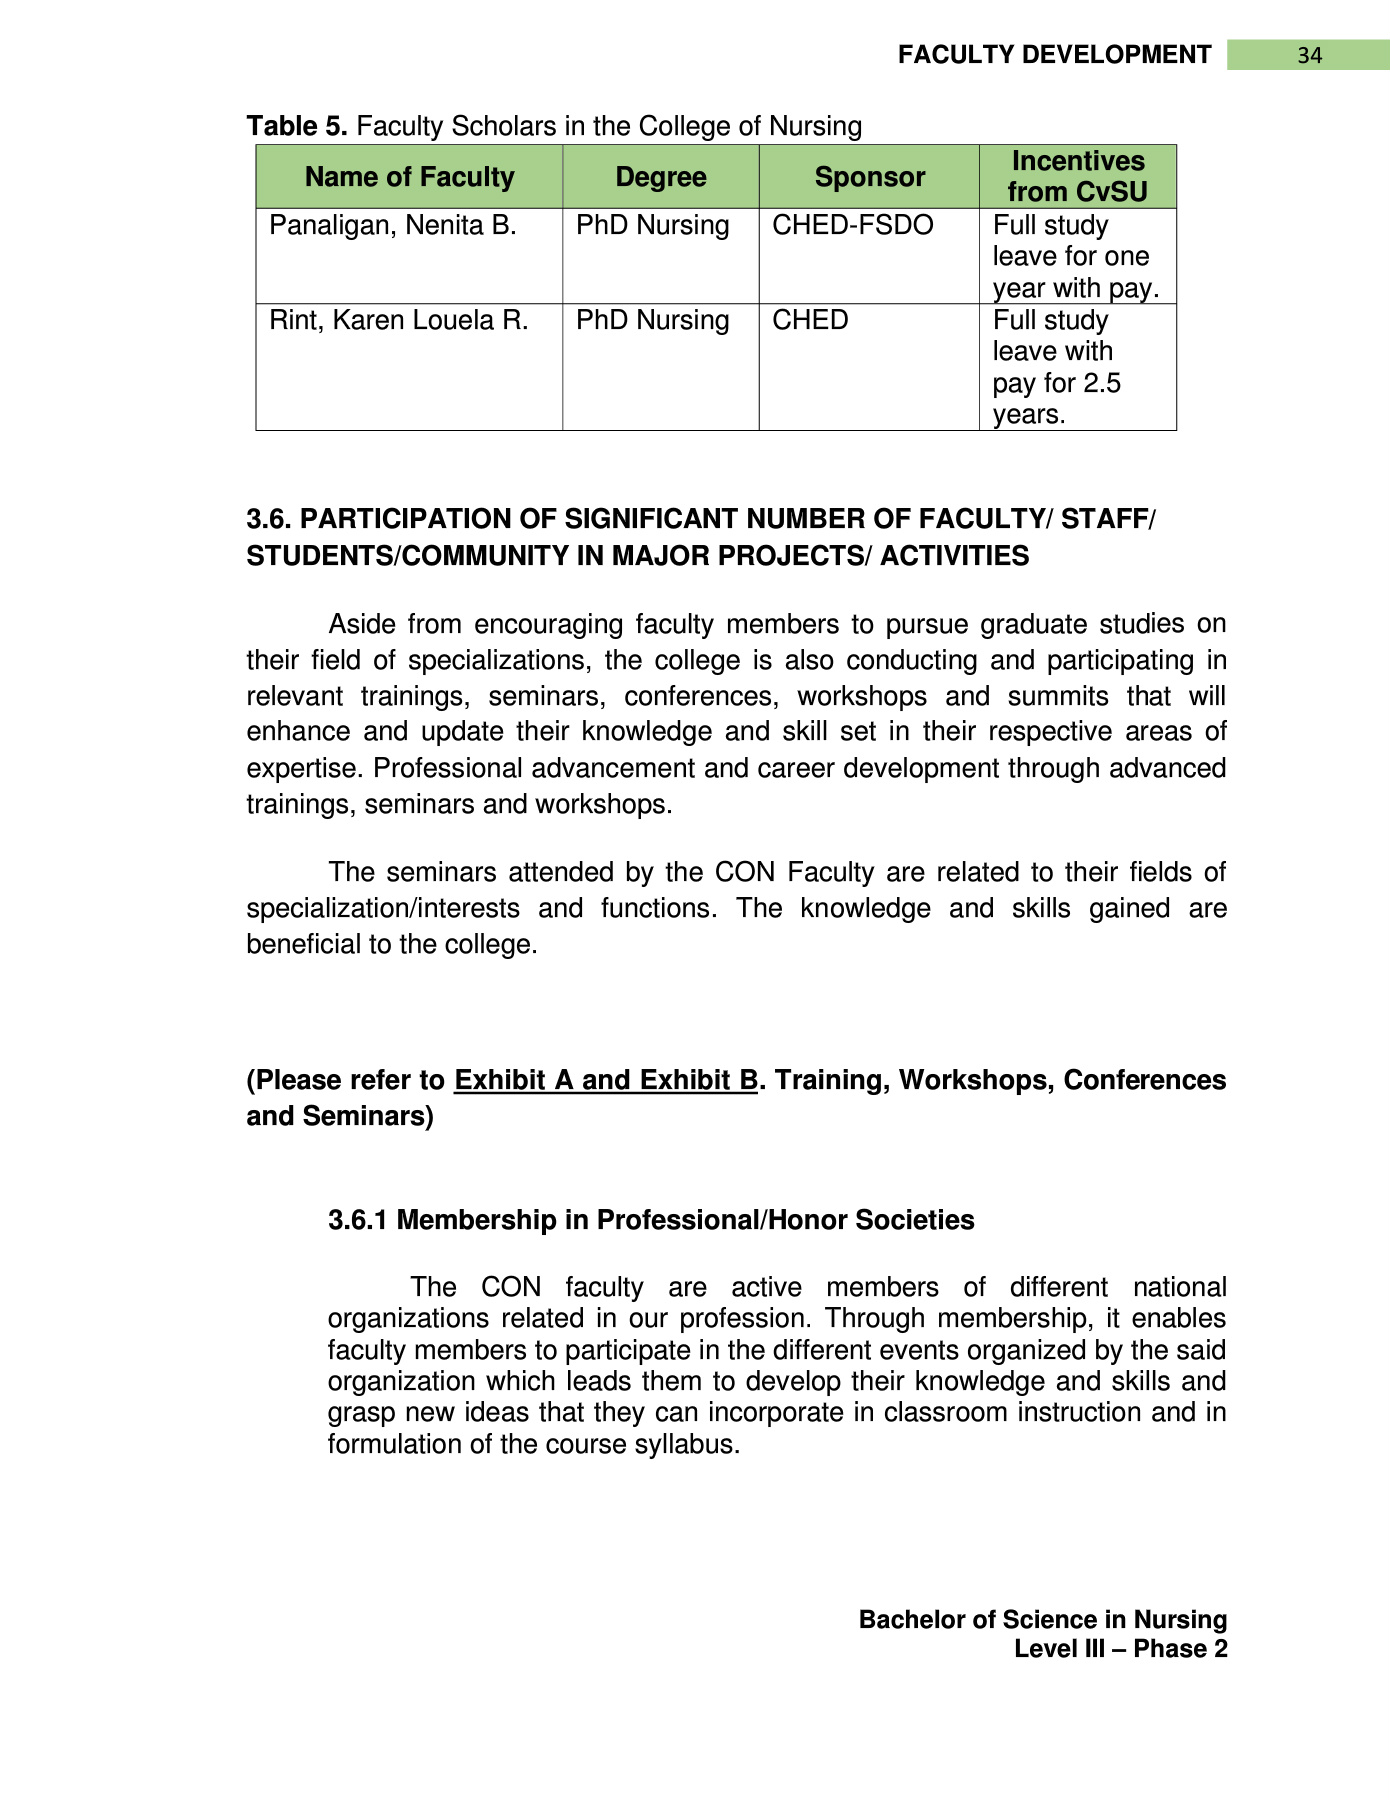 FACULTY DEVELOPMENT 34
Table 5. Faculty Scholars in the College of Nursing
Name of Faculty Degree Sponsor Incentives
from CvSU
Panaligan, Nenita B. PhD Nursing CHED-FSDO Full study
leave for one
year with pay.
Rint, Karen Louela R. PhD Nursing CHED Full study
leave with
pay for 2.5
years.
3.6. PARTICIPATION OF SIGNIFICANT NUMBER OF FACULTY/ STAFF/
STUDENTS/COMMUNITY IN MAJOR PROJECTS/ ACTIVITIES
Aside from encouraging faculty members to pursue graduate studies on
their field of specializations, the college is also conducting and participating in
relevant trainings, seminars, conferences, workshops and summits that will
enhance and update their knowledge and skill set in their respective areas of
expertise. Professional advancement and career development through advanced
trainings, seminars and workshops.
The seminars attended by the CON Faculty are related to their fields of
specialization/interests and functions. The knowledge and skills gained are
beneficial to the college.
(Please refer to Exhibit A and Exhibit B. Training, Workshops, Conferences
and Seminars)
3.6.1 Membership in Professional/Honor Societies
The CON faculty are active members of different national
organizations related in our profession. Through membership, it enables
faculty members to participate in the different events organized by the said
organization which leads them to develop their knowledge and skills and
grasp new ideas that they can incorporate in classroom instruction and in
formulation of the course syllabus.
Bachelor of Science in Nursing
Level III – Phase 2